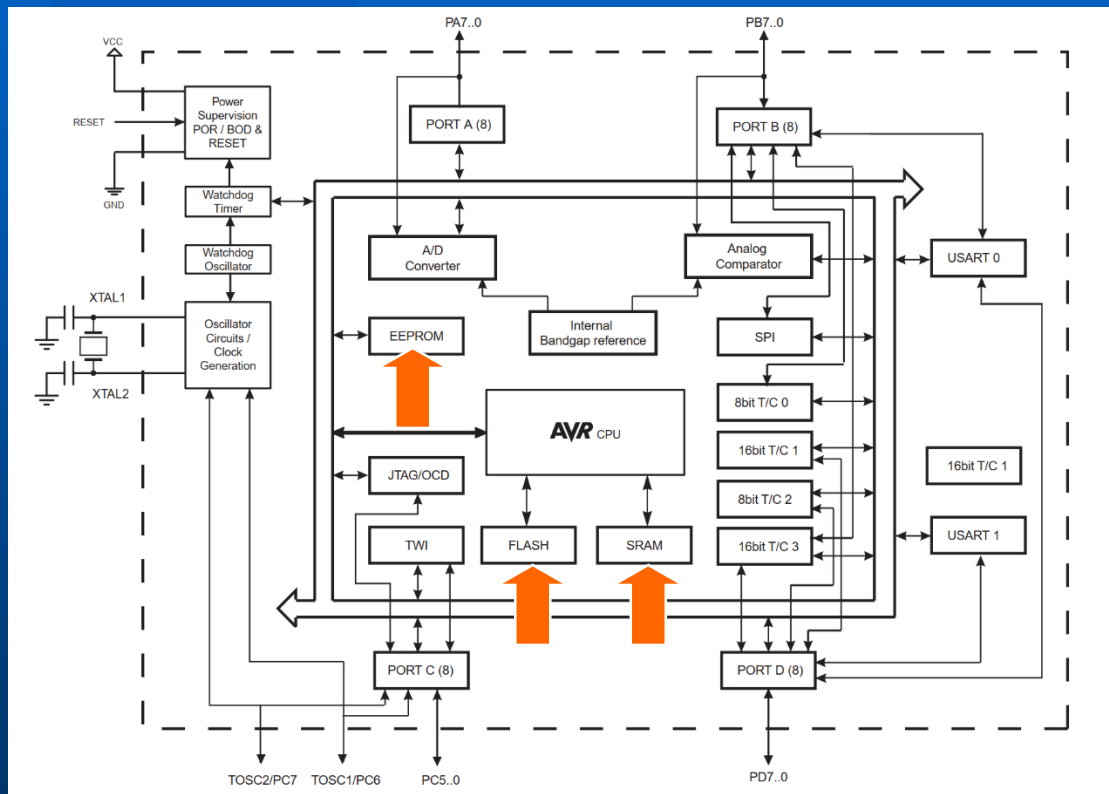 PA7..0
PB7..0
VCC
RESET
GND
Power
Supervision
POR / BOD &
RESET
PORT A (8)
PORT B (8)
Watchdog
Timer
Watchdog
Oscillator
A/D
Converter
Analog
Comparator
USART 0
XTAL1
XTAL2
Oscillator
Circuits /
Clock
Generation
EEPROM
Internal
Bandgap reference
SPI
8bit T/C 0
AVR CPU
16bit T/C 1
16bit T/C 1
JTAG/OCD
8bit T/C 2
TWI
FLASH
SRAM
16bit T/C 3
USART 1
PORT C (8)
PORT D (8)
TOSC2/PC7
TOSC1/PC6
PC5..0
PD7..0